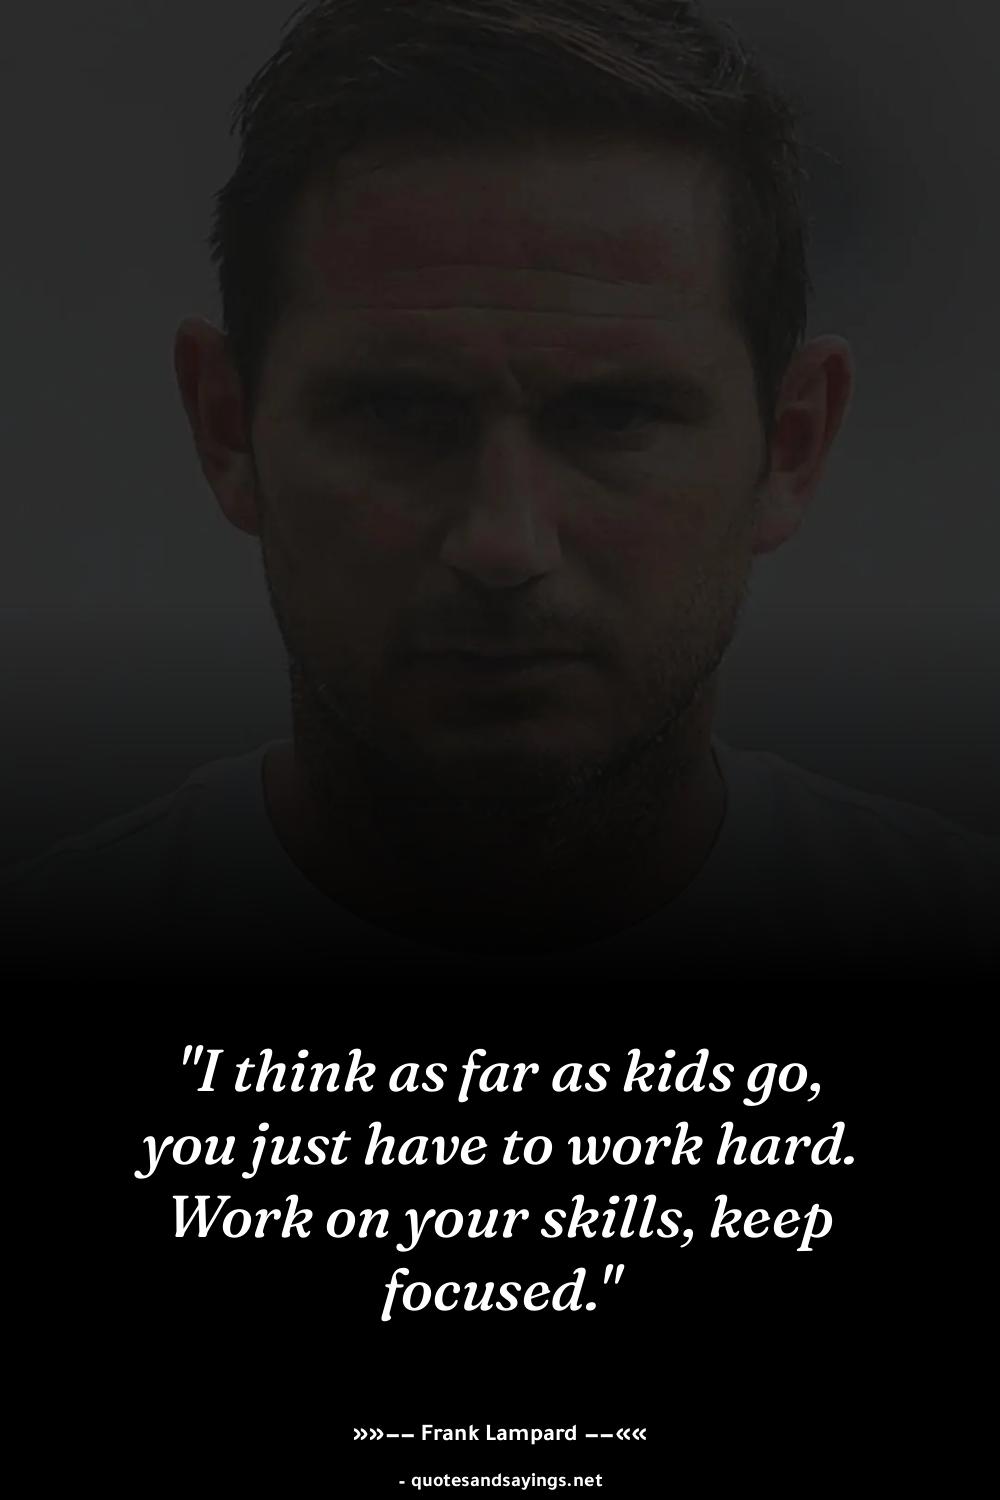 "I think as far as kids go,
you just have to work hard.
Work on your skills, keep
focused."
»»–– Frank Lampard ––««
- quotesandsayings.net